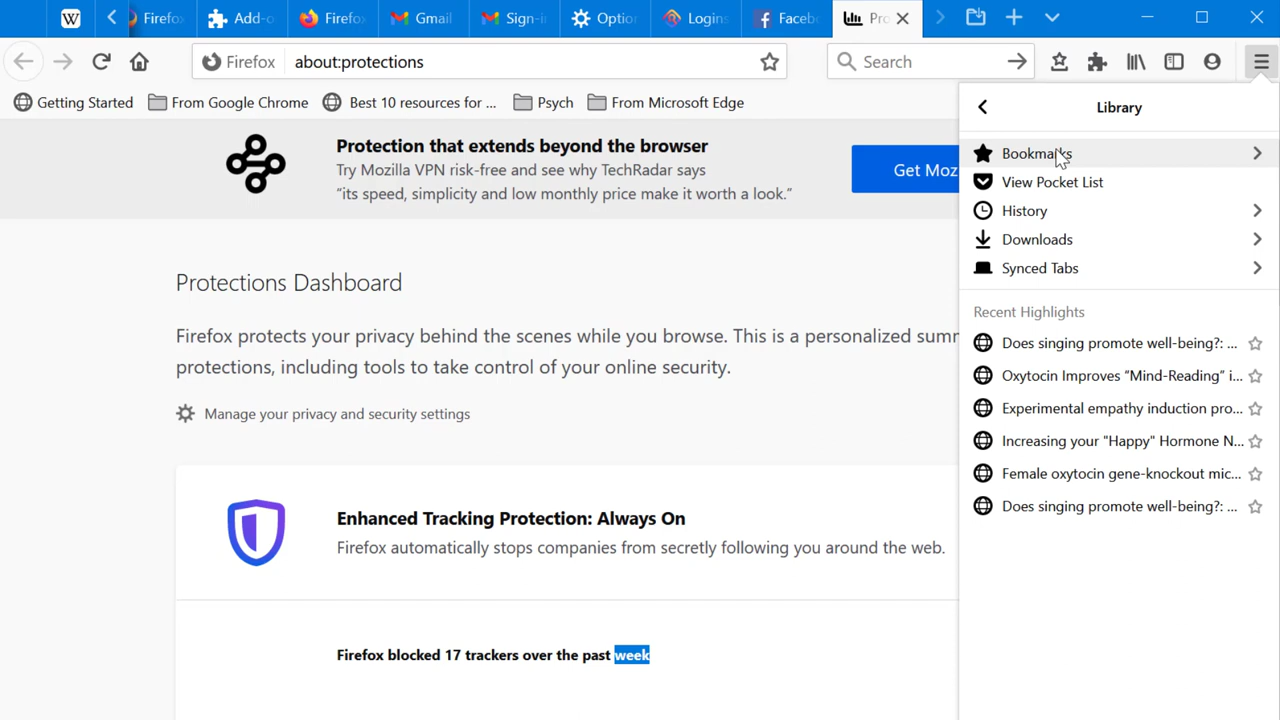 W
Firefox
Add-o
Firefo
Gmail
Sign-i
Optio
Logins
Faceb
Pro
Firefox
about:protections
Search
Getting Started
From Google Chrome
Best 10 resources for ...
Psych
From Microsoft Edge
Library
Protection that extends beyond the browser
Try Mozilla VPN risk-free and see why TechRadar says
“its speed, simplicity and low monthly price make it worth a look.”
Get Moz
Bookmarks
View Pocket List
History
Downloads
Synced Tabs
Recent Highlights
Does singing promote well-being?: ...
Oxytocin Improves “Mind-Reading” i...
Experimental empathy induction pro...
Increasing your "Happy" Hormone N...
Female oxytocin gene-knockout mic...
Does singing promote well-being?: ...
Protections Dashboard
Firefox protects your privacy behind the scenes while you browse. This is a personalized summ
protections, including tools to take control of your online security.
Manage your privacy and security settings
Enhanced Tracking Protection: Always On
Firefox automatically stops companies from secretly following you around the web.
Firefox blocked 17 trackers over the past week